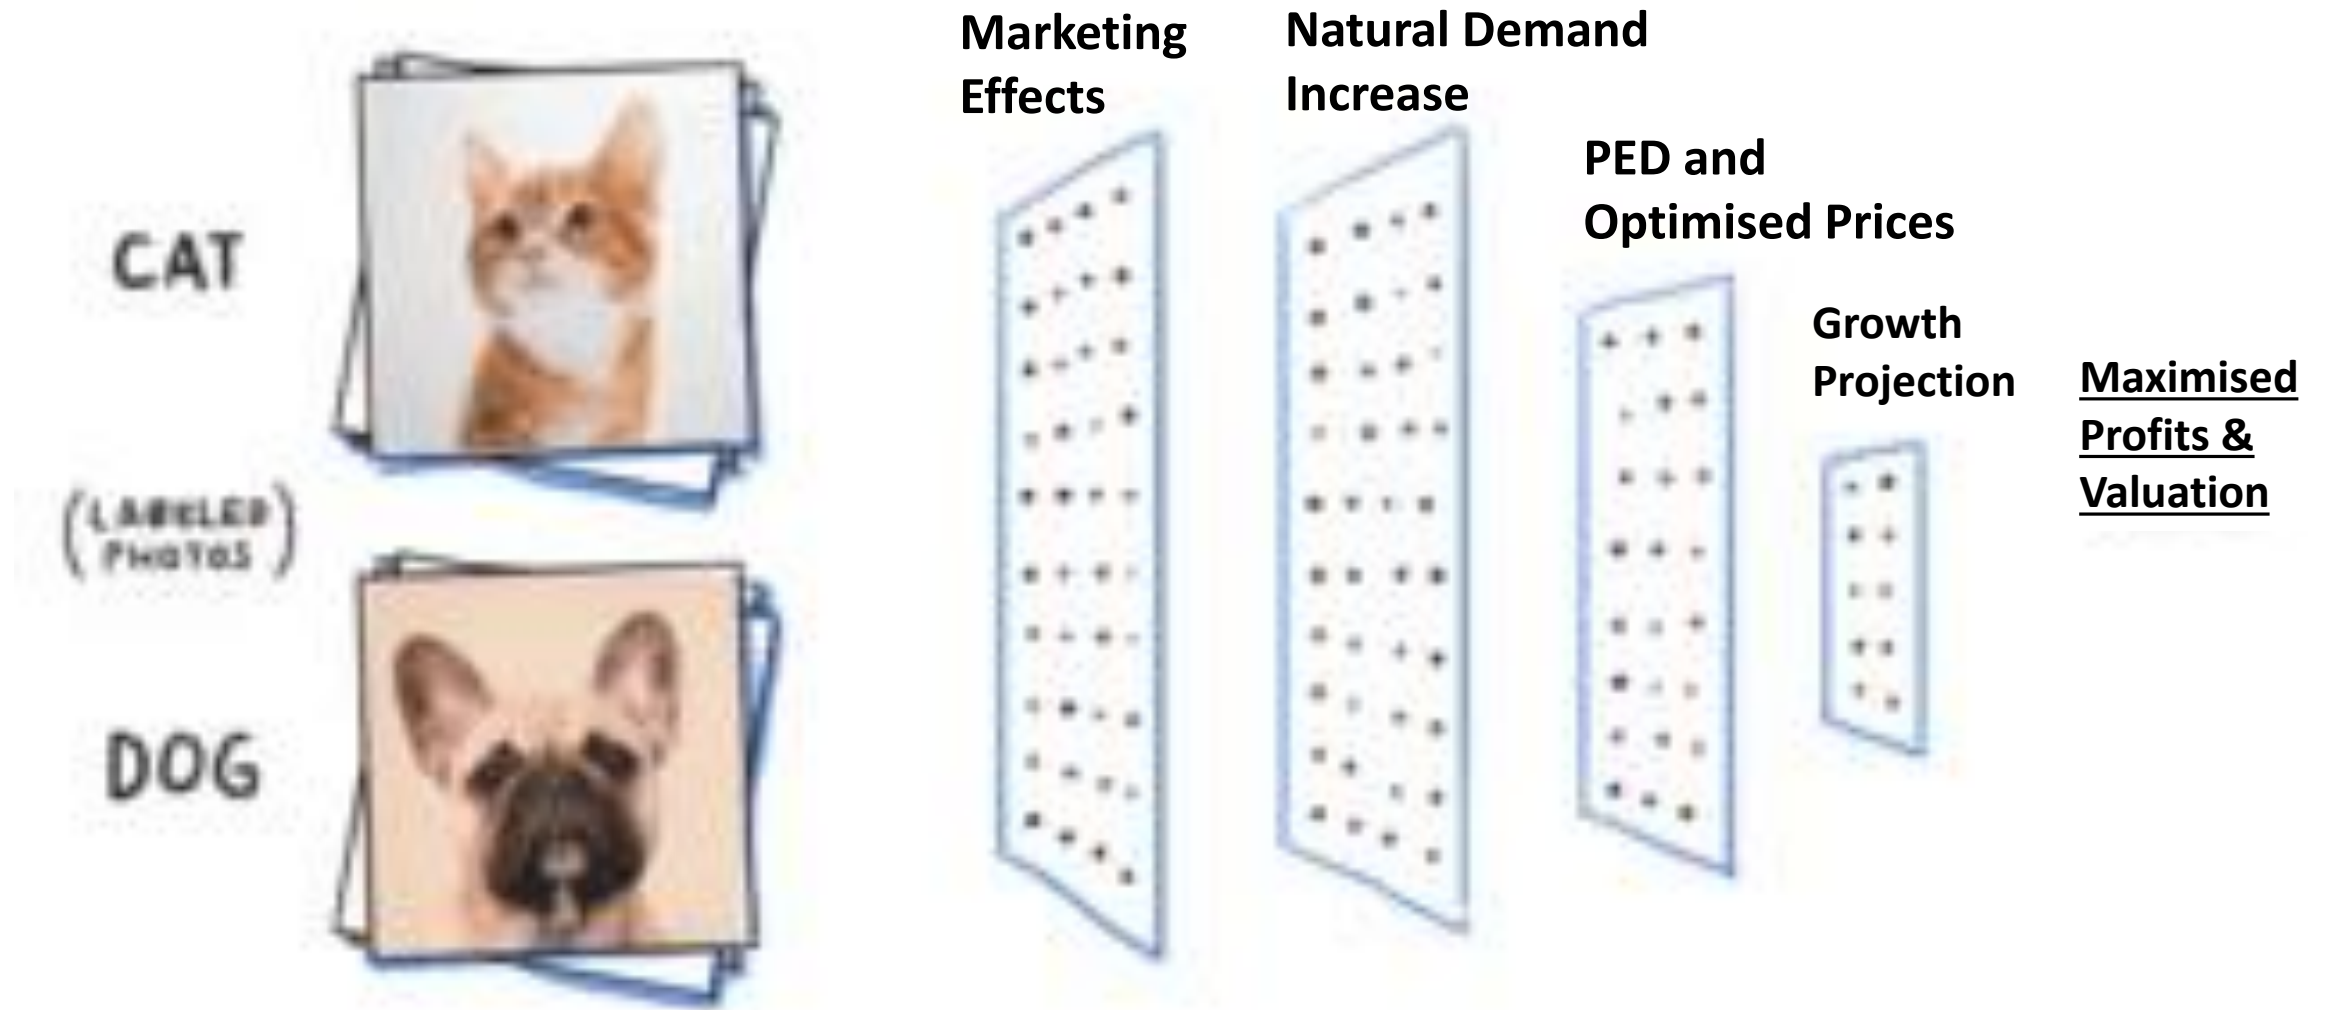 Marketing
Effects
Natural Demand
Increase
PED and
Optimised Prices
Growth
Projection
Maximised
Profits &
Valuation
CAT
(LABELED
PHOTOS)
DOG